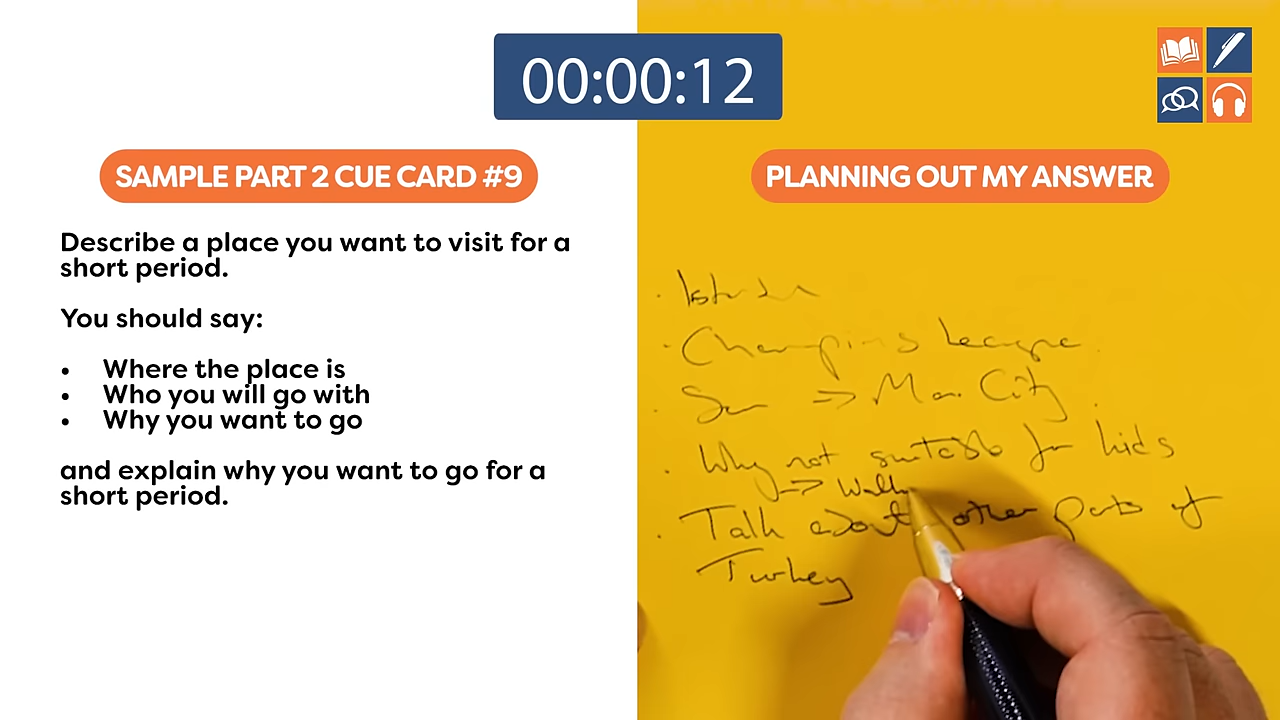 00:00:12
SAMPLE PART 2 CUE CARD #9
Describe a place you want to visit for a
short period.
You should say:
• Where the place is
• Who you will go with
• Why you want to go
and explain why you want to go for a
short period.
PLANNING OUT MY ANSWER
· Champions League
→ Man City
· Why not suitable for kids
→
· Talk about other parts of
Turkey